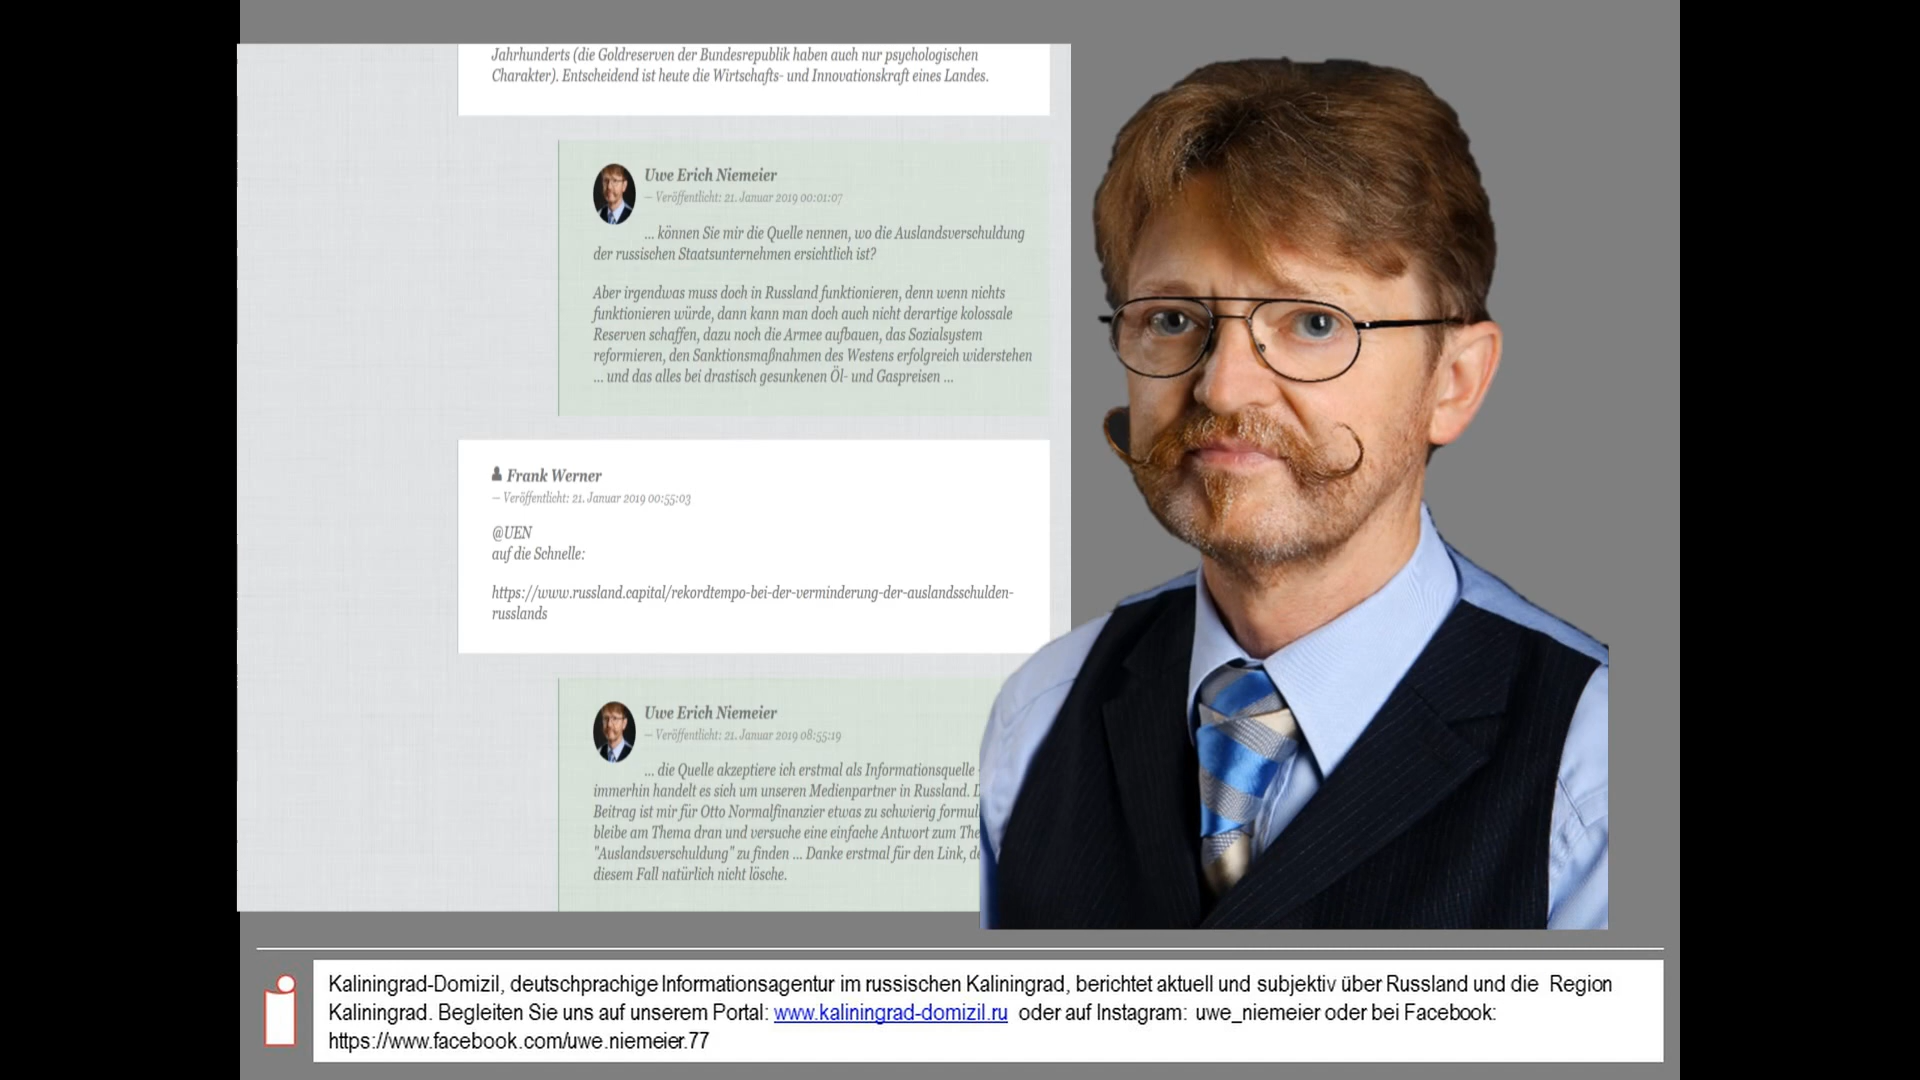 Jahrhunderts (die Goldreserven der Bundesrepublik haben auch nur psychologischen
Charakter). Entscheidend ist heute die Wirtschafts- und Innovationskraft eines Landes.
Uwe Erich Niemeier
— Veröffentlicht: 21. Januar 2019 00:01:07
... können Sie mir die Quelle nennen, wo die Auslandsverschuldung
der russischen Staatsunternehmen ersichtlich ist?
Aber irgendwas muss doch in Russland funktionieren, denn wenn nichts
funktionieren würde, dann kann man doch auch nicht derartige kolossale
Reserven schaffen, dazu noch die Armee aufbauen, das Sozialsystem
reformieren, den Sanktionsmaßnahmen des Westens erfolgreich widerstehen
... und das alles bei drastisch gesunkenen Öl- und Gaspreisen ...
Frank Werner
— Veröffentlicht: 21. Januar 2019 00:55:03
@UEN
auf die Schnelle:
https://www.russland.capital/rekordtempo-bei-der-verminderung-der-auslandsschulden-
russlands
Uwe Erich Niemeier
— Veröffentlicht: 21. Januar 2019 08:55:19
... die Quelle akzeptiere ich erstmal als Informationsquelle
immerhin handelt es sich um unseren Medienpartner in Russland.
Beitrag ist mir für Otto Normalfinanzier etwas zu schwierig
bleibe am Thema dran und versuche eine einfache Antwort zum
"Auslandsverschuldung" zu finden ... Danke erstmal für den Link,
diesem Fall natürlich nicht lösche.
Kaliningrad-Domizil, deutschprachige Informationsagentur im russischen Kaliningrad, berichtet aktuell und subjektiv über Russland und die Region
Kaliningrad. Begleiten Sie uns auf unserem Portal: www.kaliningrad-domizil.ru oder auf Instagram: uwe_niemeier oder bei Facebook:
https://www.facebook.com/uwe.niemeier.77